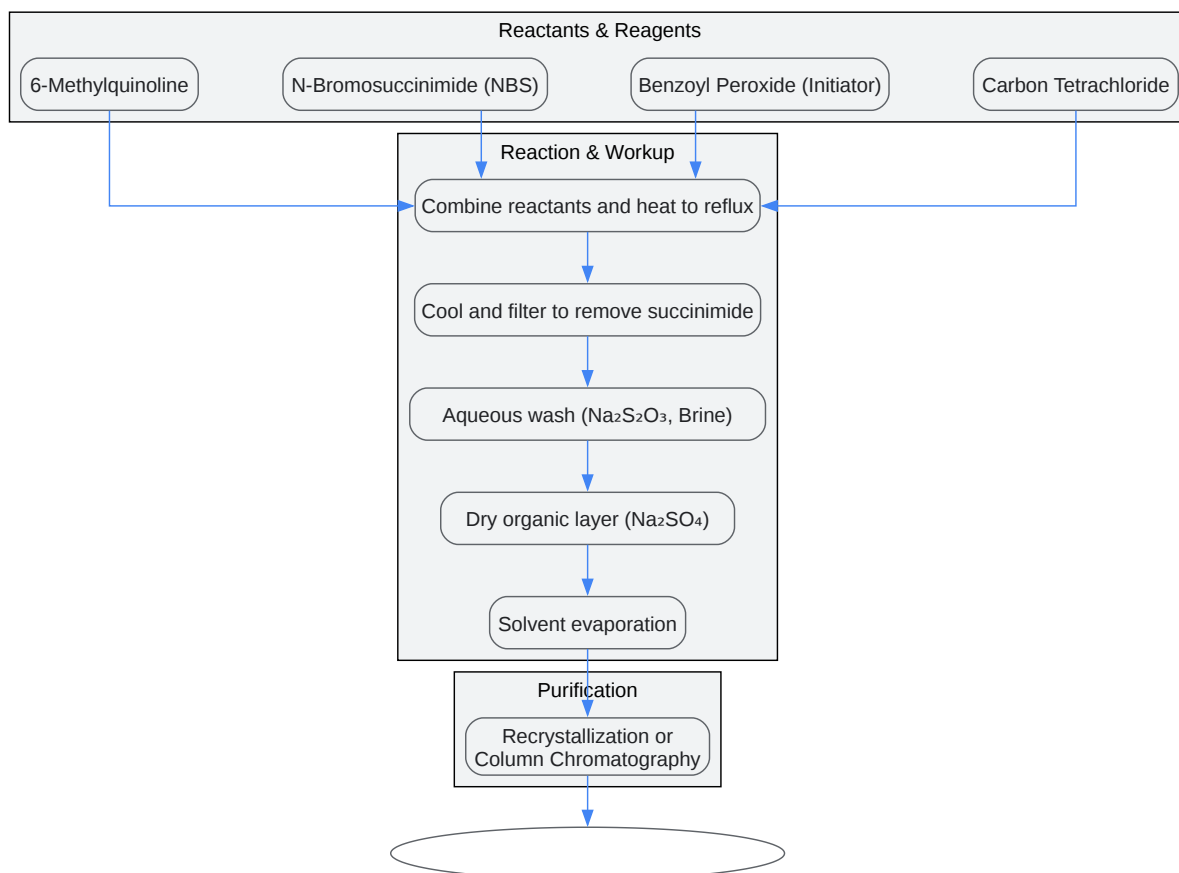 Reactants & Reagents
6-Methylquinoline
N-Bromosuccinimide (NBS)
Benzoyl Peroxide (Initiator)
Carbon Tetrachloride
Reaction & Workup
Combine reactants and heat to reflux
Cool and filter to remove succinimide
Aqueous wash (Na₂S₂O₃, Brine)
Dry organic layer (Na₂SO₄)
Solvent evaporation
Purification
Recrystallization or
Column Chromatography